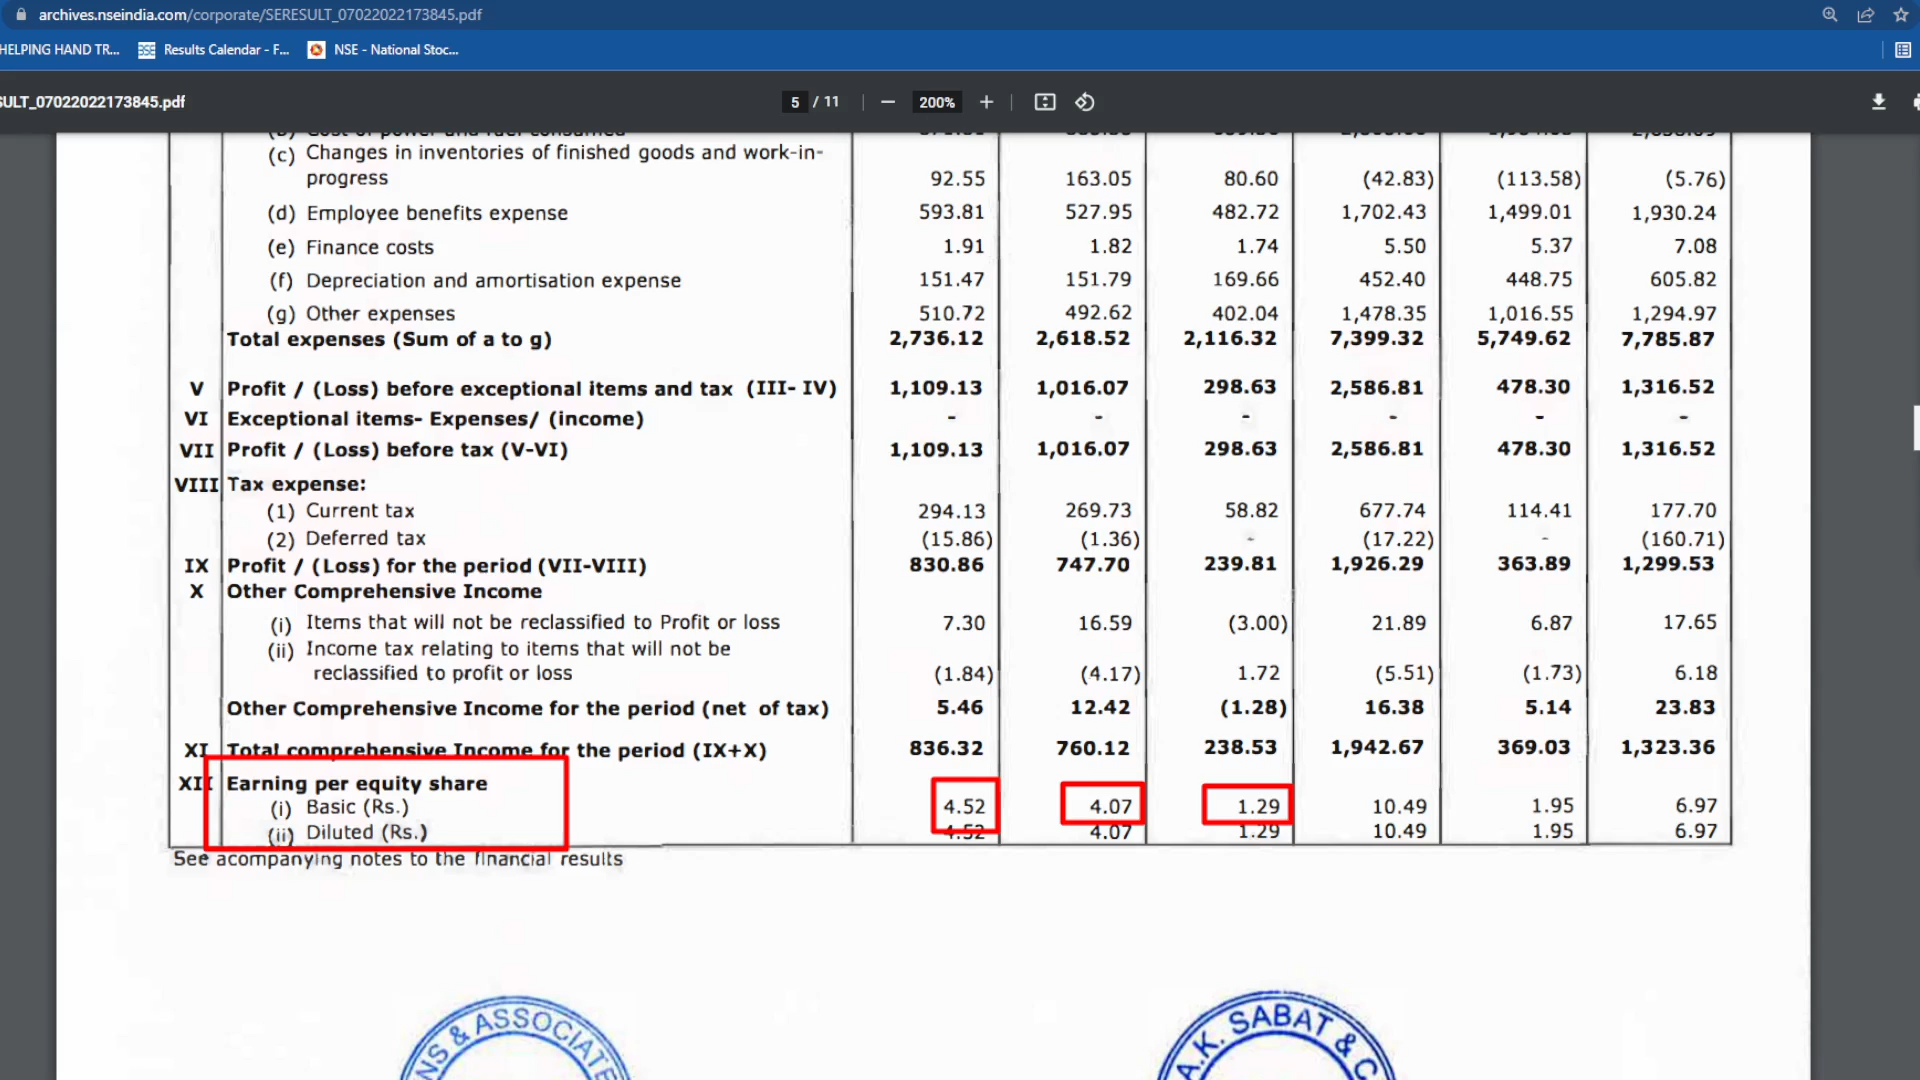 archives.nseindia.com/corporate/SERESULT_07022022173845.pdf
HELPING HAND TR... BSE Results Calendar - F... NSE - National Stoc...
SULT_07022022173845.pdf 5 / 11 — 200% +
Cost of power and fuel consumed
(c) Changes in inventories of finished goods and work-in-
progress 92.55 163.05 80.60 (42.83) (113.58) (5.76)
(d) Employee benefits expense 593.81 527.95 482.72 1,702.43 1,499.01 1,930.24
(e) Finance costs 1.91 1.82 1.74 5.50 5.37 7.08
(f) Depreciation and amortisation expense 151.47 151.79 169.66 452.40 448.75 605.82
(g) Other expenses 510.72 492.62 402.04 1,478.35 1,016.55 1,294.97
Total expenses (Sum of a to g) 2,736.12 2,618.52 2,116.32 7,399.32 5,749.62 7,785.87
V Profit / (Loss) before exceptional items and tax (III- IV) 1,109.13 1,016.07 298.63 2,586.81 478.30 1,316.52
VI Exceptional items- Expenses/ (income) - - - - - -
VII Profit / (Loss) before tax (V-VI) 1,109.13 1,016.07 298.63 2,586.81 478.30 1,316.52
VIII Tax expense:
(1) Current tax 294.13 269.73 58.82 677.74 114.41 177.70
(2) Deferred tax (15.86) (1.36) - (17.22) - (160.71)
IX Profit / (Loss) for the period (VII-VIII) 830.86 747.70 239.81 1,926.29 363.89 1,299.53
X Other Comprehensive Income
(i) Items that will not be reclassified to Profit or loss 7.30 16.59 (3.00) 21.89 6.87 17.65
(ii) Income tax relating to items that will not be
reclassified to profit or loss (1.84) (4.17) 1.72 (5.51) (1.73) 6.18
Other Comprehensive Income for the period (net of tax) 5.46 12.42 (1.28) 16.38 5.14 23.83
XI Total comprehensive Income for the period (IX+X) 836.32 760.12 238.53 1,942.67 369.03 1,323.36
XII Earning per equity share
(i) Basic (Rs.) 4.52 4.07 1.29 10.49 1.95 6.97
(ii) Diluted (Rs.) 4.52 4.07 1.29 10.49 1.95 6.97
See acompanying notes to the financial results
NS & ASSOCIATE
A.K. SABAT & C